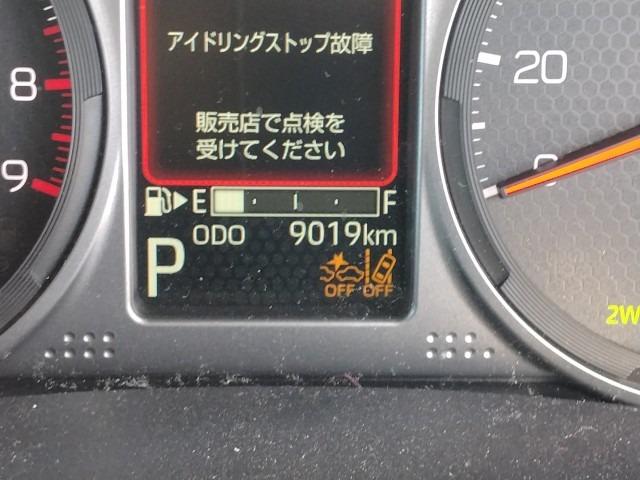 アイドリングストップ故障
販売店で点検を
受けてください
8
9
20
0
E F
ODO 9019km
P
OFF OFF
2W